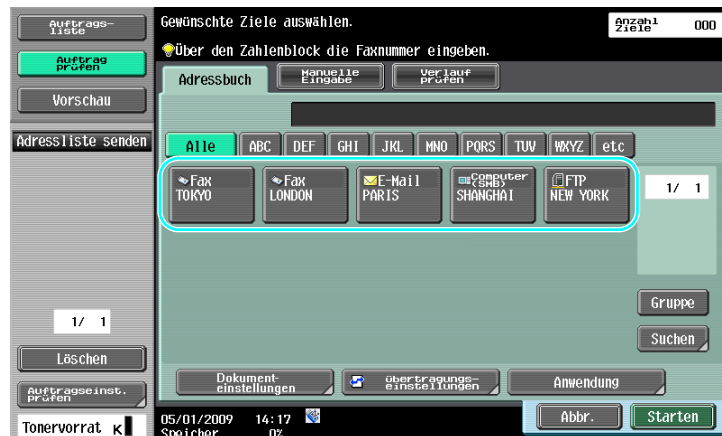 Auftrags-
liste
Auftrag
prüfen
Vorschau
Adressliste senden
1/ 1
Löschen
Auftragseinst.
prüfen
Tonervorrat K
Gewünschte Ziele auswählen.
Anzahl
Ziele 000
Über den Zahlenblock die Faxnummer eingeben.
Adressbuch
Manuelle
Eingabe
Verlauf
prüfen
Alle ABC DEF GHI JKL MNO PQRS TUV WXYZ etc
Fax
TOKYO
Fax
LONDON
E-Mail
PARIS
Computer
(SMB)
SHANGHAI
FTP
NEW YORK
1/ 1
Gruppe
Suchen
Dokument-
einstellungen
übertragungs-
einstellungen
Anwendung
05/01/2009 14:17
Speicher 0%
Abbr.
Starten